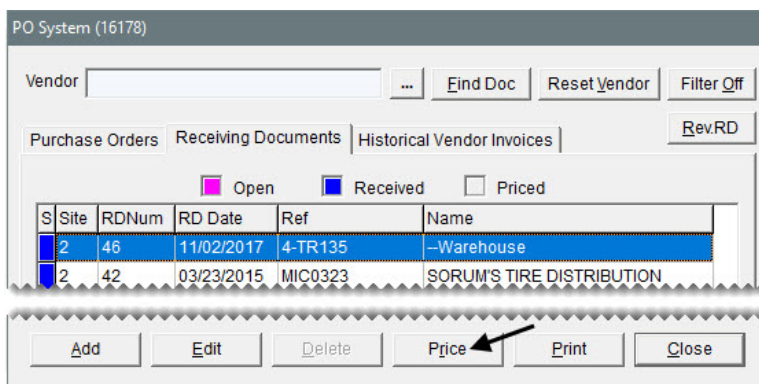 PO System (16178)
Vendor ... Find Doc Reset Vendor Filter Off
Rev.RD
Purchase Orders Receiving Documents Historical Vendor Invoices
Open Received Priced
S Site RDNum RD Date Ref Name
2 46 11/02/2017 4-TR135 --Warehouse
2 42 03/23/2015 MIC0323 SORUM'S TIRE DISTRIBUTION
Add Edit Delete Price Print Close